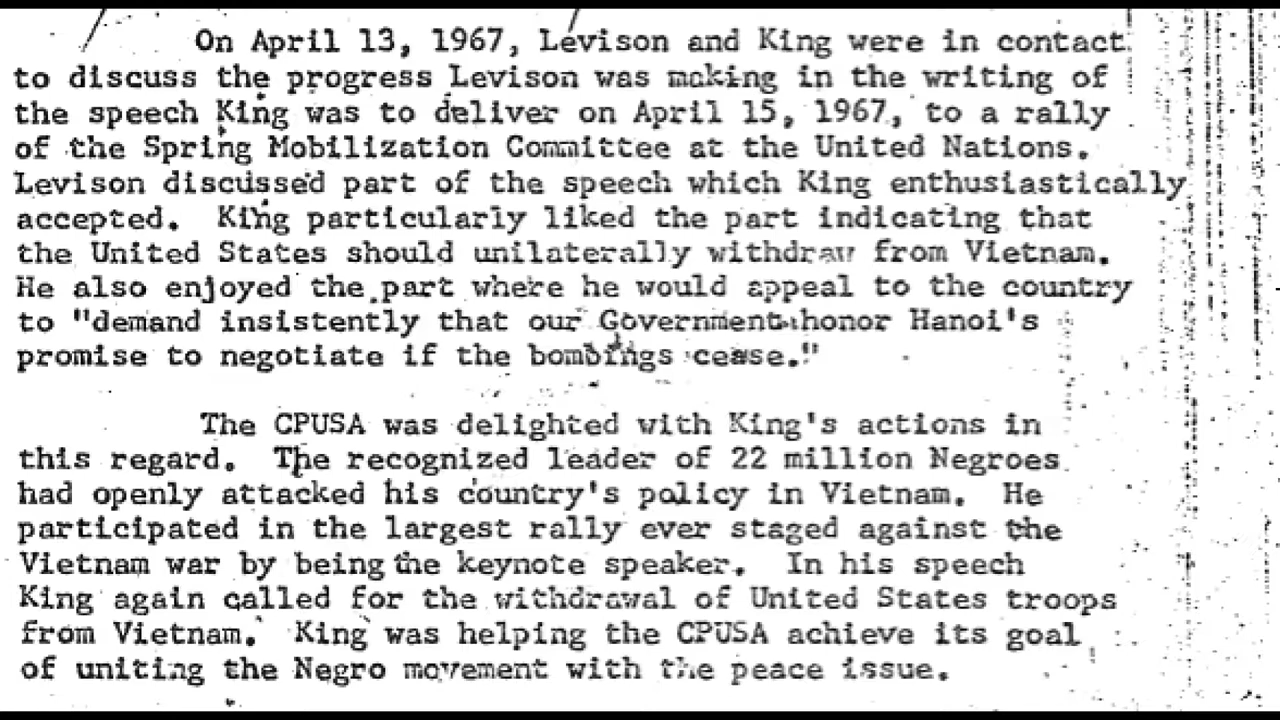 On April 13, 1967, Levison and King were in contact
to discuss the progress Levison was making in the writing of
the speech King was to deliver on April 15, 1967, to a rally
of the Spring Mobilization Committee at the United Nations.
Levison discussed part of the speech which King enthusiastically
accepted. King particularly liked the part indicating that
the United States should unilaterally withdraw from Vietnam.
He also enjoyed the part where he would appeal to the country
to "demand insistently that our Government honor Hanoi's
promise to negotiate if the bombings cease."
The CPUSA was delighted with King's actions in
this regard. The recognized leader of 22 million Negroes
had openly attacked his country's policy in Vietnam. He
participated in the largest rally ever staged against the
Vietnam war by being the keynote speaker. In his speech
King again called for the withdrawal of United States troops
from Vietnam. King was helping the CPUSA achieve its goal
of uniting the Negro movement with the peace issue.